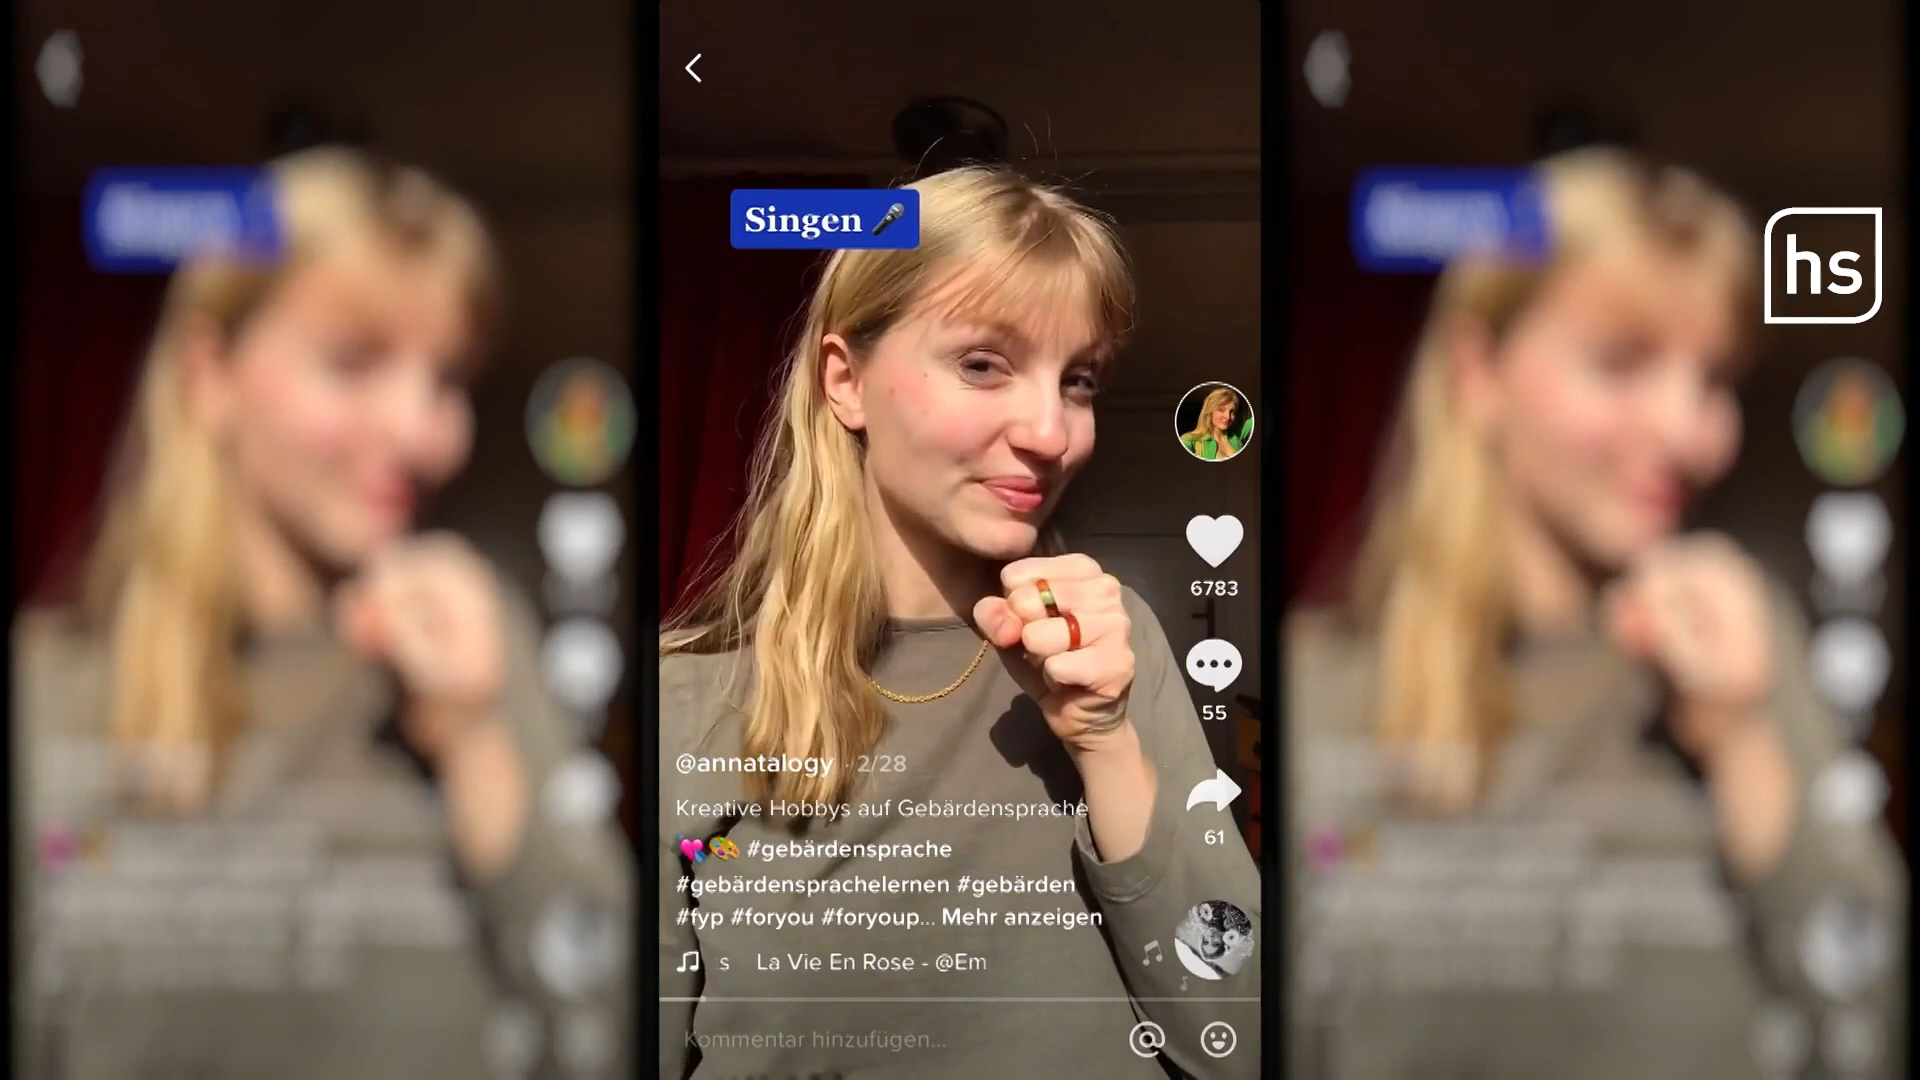 Singen 🎤
hs
6783
55
@annatalogy · 2/28
Kreative Hobbys auf Gebärdensprache
💘🎨 #gebärdensprache
61
#gebärdensprachelernen #gebärden
#fyp #foryou #foryoup... Mehr anzeigen
s La Vie En Rose - @Em
Kommentar hinzufügen...